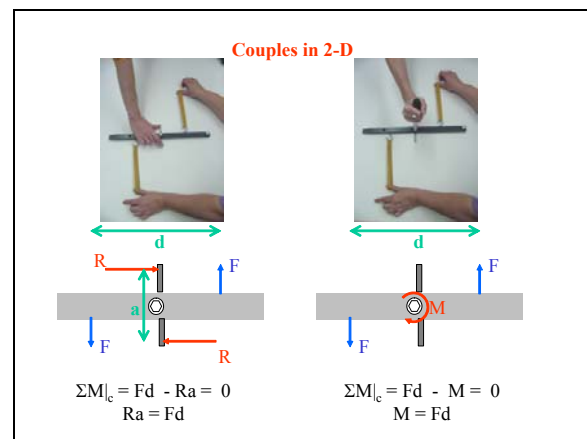 Couples in 2-D
d
d
R
F
F
a
M
F
R
F
ΣM|c = Fd - Ra = 0
Ra = Fd
ΣM|c = Fd - M = 0
M = Fd